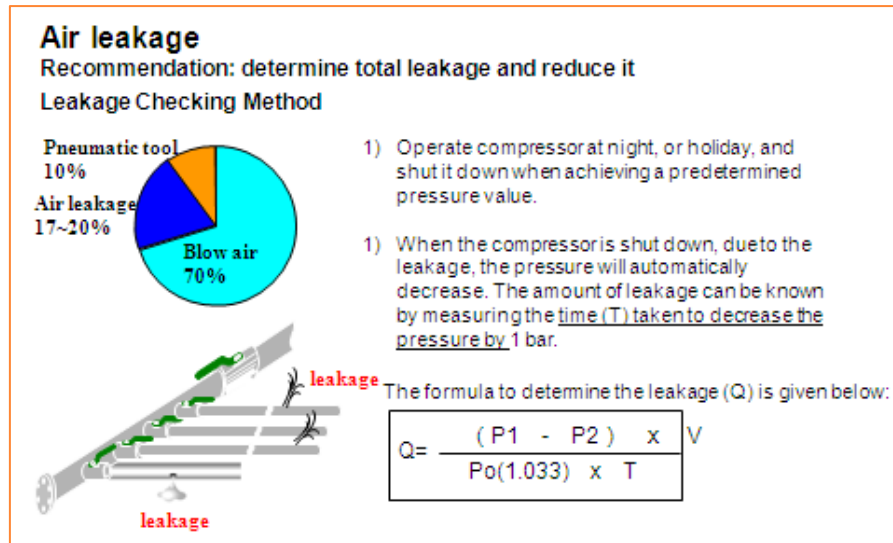 Air leakage
Recommendation: determine total leakage and reduce it
Leakage Checking Method
Pneumatic tool
10%
Air leakage
17~20%
Blow air
70%
1) Operate compressor at night, or holiday, and
shut it down when achieving a predetermined
pressure value.
1) When the compressor is shut down, due to the
leakage, the pressure will automatically
decrease. The amount of leakage can be known
by measuring the time (T) taken to decrease the
pressure by 1 bar.
leakage
leakage
The formula to determine the leakage (Q) is given below:
Q= ( P1 - P2 ) x V
Po(1.033) x T